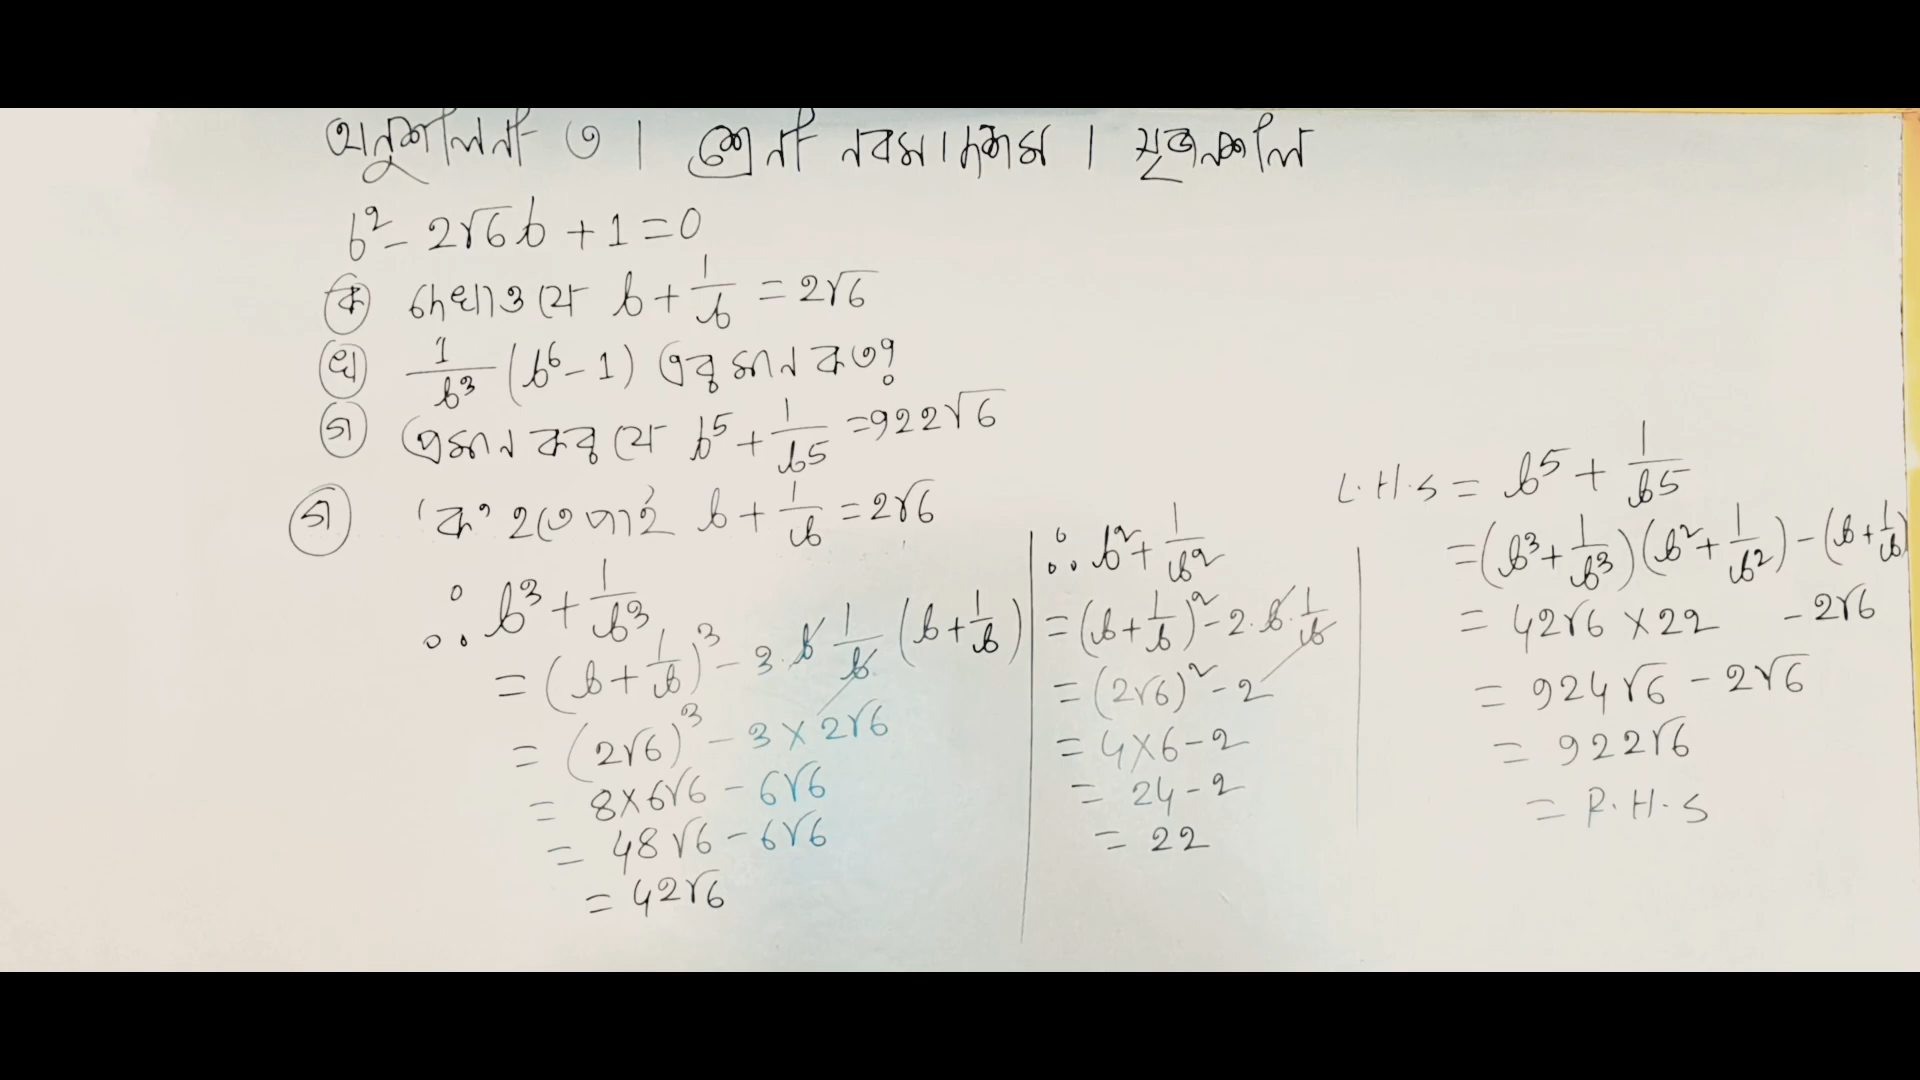 অনুশীলনী ৩ । শ্রেনী নবম/দশম । সৃজনশীল
b² - 2√6 b + 1 = 0
(ক) দেখাও যে b + 1/b = 2√6
(খ) 1/b³ (b⁶ - 1) এর মান কত?
(গ) প্রমান কর যে b⁵ + 1/b⁵ = 922√6
(গ) 'ক' হতে পাই b + 1/b = 2√6
∴ b³ + 1/b³
= (b + 1/b)³ - 3·b·1/b (b + 1/b)
= (2√6)³ - 3 × 2√6
= 8×6√6 - 6√6
= 48√6 - 6√6
= 42√6
∴ b² + 1/b²
= (b + 1/b)² - 2·b·1/b
= (2√6)² - 2
= 4×6 - 2
= 24 - 2
= 22
L.H.S = b⁵ + 1/b⁵
= (b³ + 1/b³)(b² + 1/b²) - (b + 1/b)
= 42√6 × 22 - 2√6
= 924√6 - 2√6
= 922√6
= R.H.S